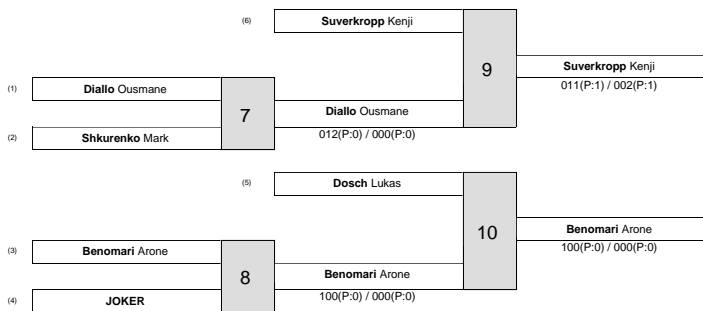 (6) Suverkropp Kenji
9
Suverkropp Kenji
011(P:1) / 002(P:1)
(1) Diallo Ousmane
7
Diallo Ousmane
012(P:0) / 000(P:0)
(2) Shkurenko Mark
(5) Dosch Lukas
10
Benomari Arone
100(P:0) / 000(P:0)
(3) Benomari Arone
8
Benomari Arone
100(P:0) / 000(P:0)
(4) JOKER